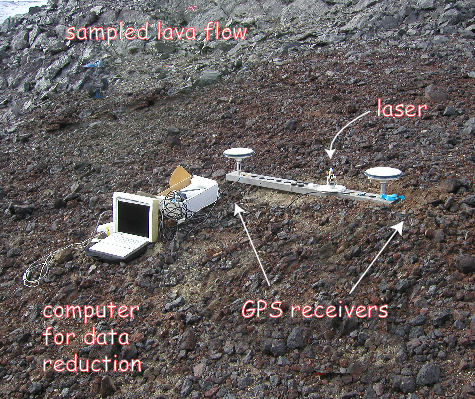 sampled lava flow
laser
GPS receivers
computer
for data
reduction